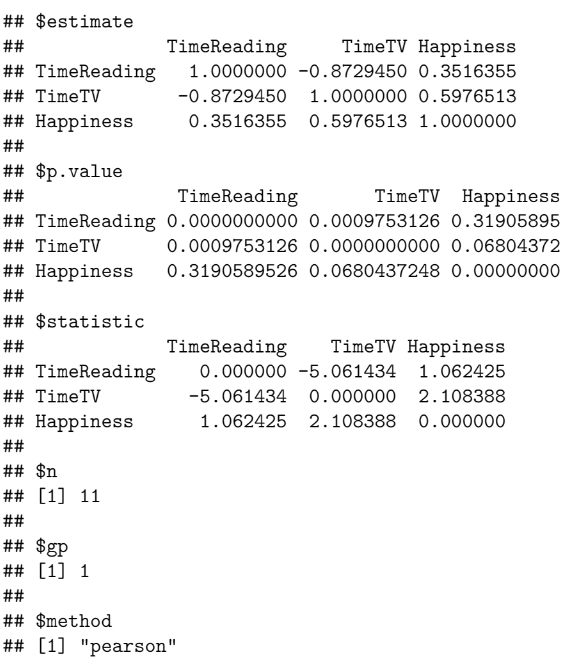 ## $estimate
##             TimeReading     TimeTV Happiness
## TimeReading   1.0000000 -0.8729450 0.3516355
## TimeTV       -0.8729450  1.0000000 0.5976513
## Happiness     0.3516355  0.5976513 1.0000000
##
## $p.value
##              TimeReading       TimeTV  Happiness
## TimeReading 0.0000000000 0.0009753126 0.31905895
## TimeTV      0.0009753126 0.0000000000 0.06804372
## Happiness   0.3190589526 0.0680437248 0.00000000
##
## $statistic
##             TimeReading    TimeTV Happiness
## TimeReading    0.000000 -5.061434  1.062425
## TimeTV        -5.061434  0.000000  2.108388
## Happiness      1.062425  2.108388  0.000000
##
## $n
## [1] 11
##
## $gp
## [1] 1
##
## $method
## [1] "pearson"